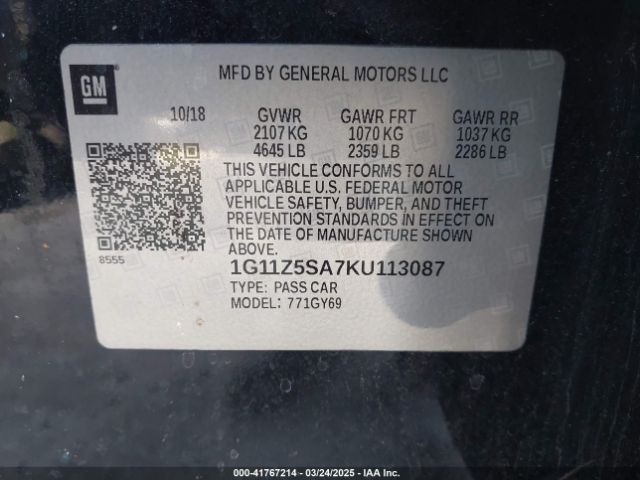 GM
MFD BY GENERAL MOTORS LLC
10/18 GVWR GAWR FRT GAWR RR
2107 KG 1070 KG 1037 KG
4645 LB 2359 LB 2286 LB
THIS VEHICLE CONFORMS TO ALL
APPLICABLE U.S. FEDERAL MOTOR
VEHICLE SAFETY, BUMPER, AND THEFT
PREVENTION STANDARDS IN EFFECT ON
THE DATE OF MANUFACTURE SHOWN
ABOVE.
8555
1G11Z5SA7KU113087
TYPE: PASS CAR
MODEL: 771GY69
000-41767214 - 03/24/2025 - IAA Inc.